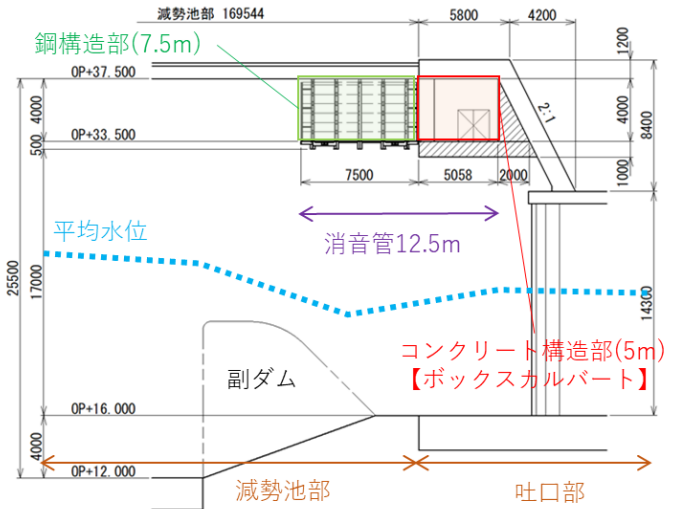 減勢池部 169544
5800
4200
鋼構造部(7.5m)
1200
OP+37.500
4000
2:1
4000
8400
OP+33.500
500
1000
7500
5058
2000
平均水位
消音管12.5m
25500
17000
14300
コンクリート構造部(5m)
【ボックスカルバート】
副ダム
OP+16.000
4000
OP+12.000
減勢池部
吐口部